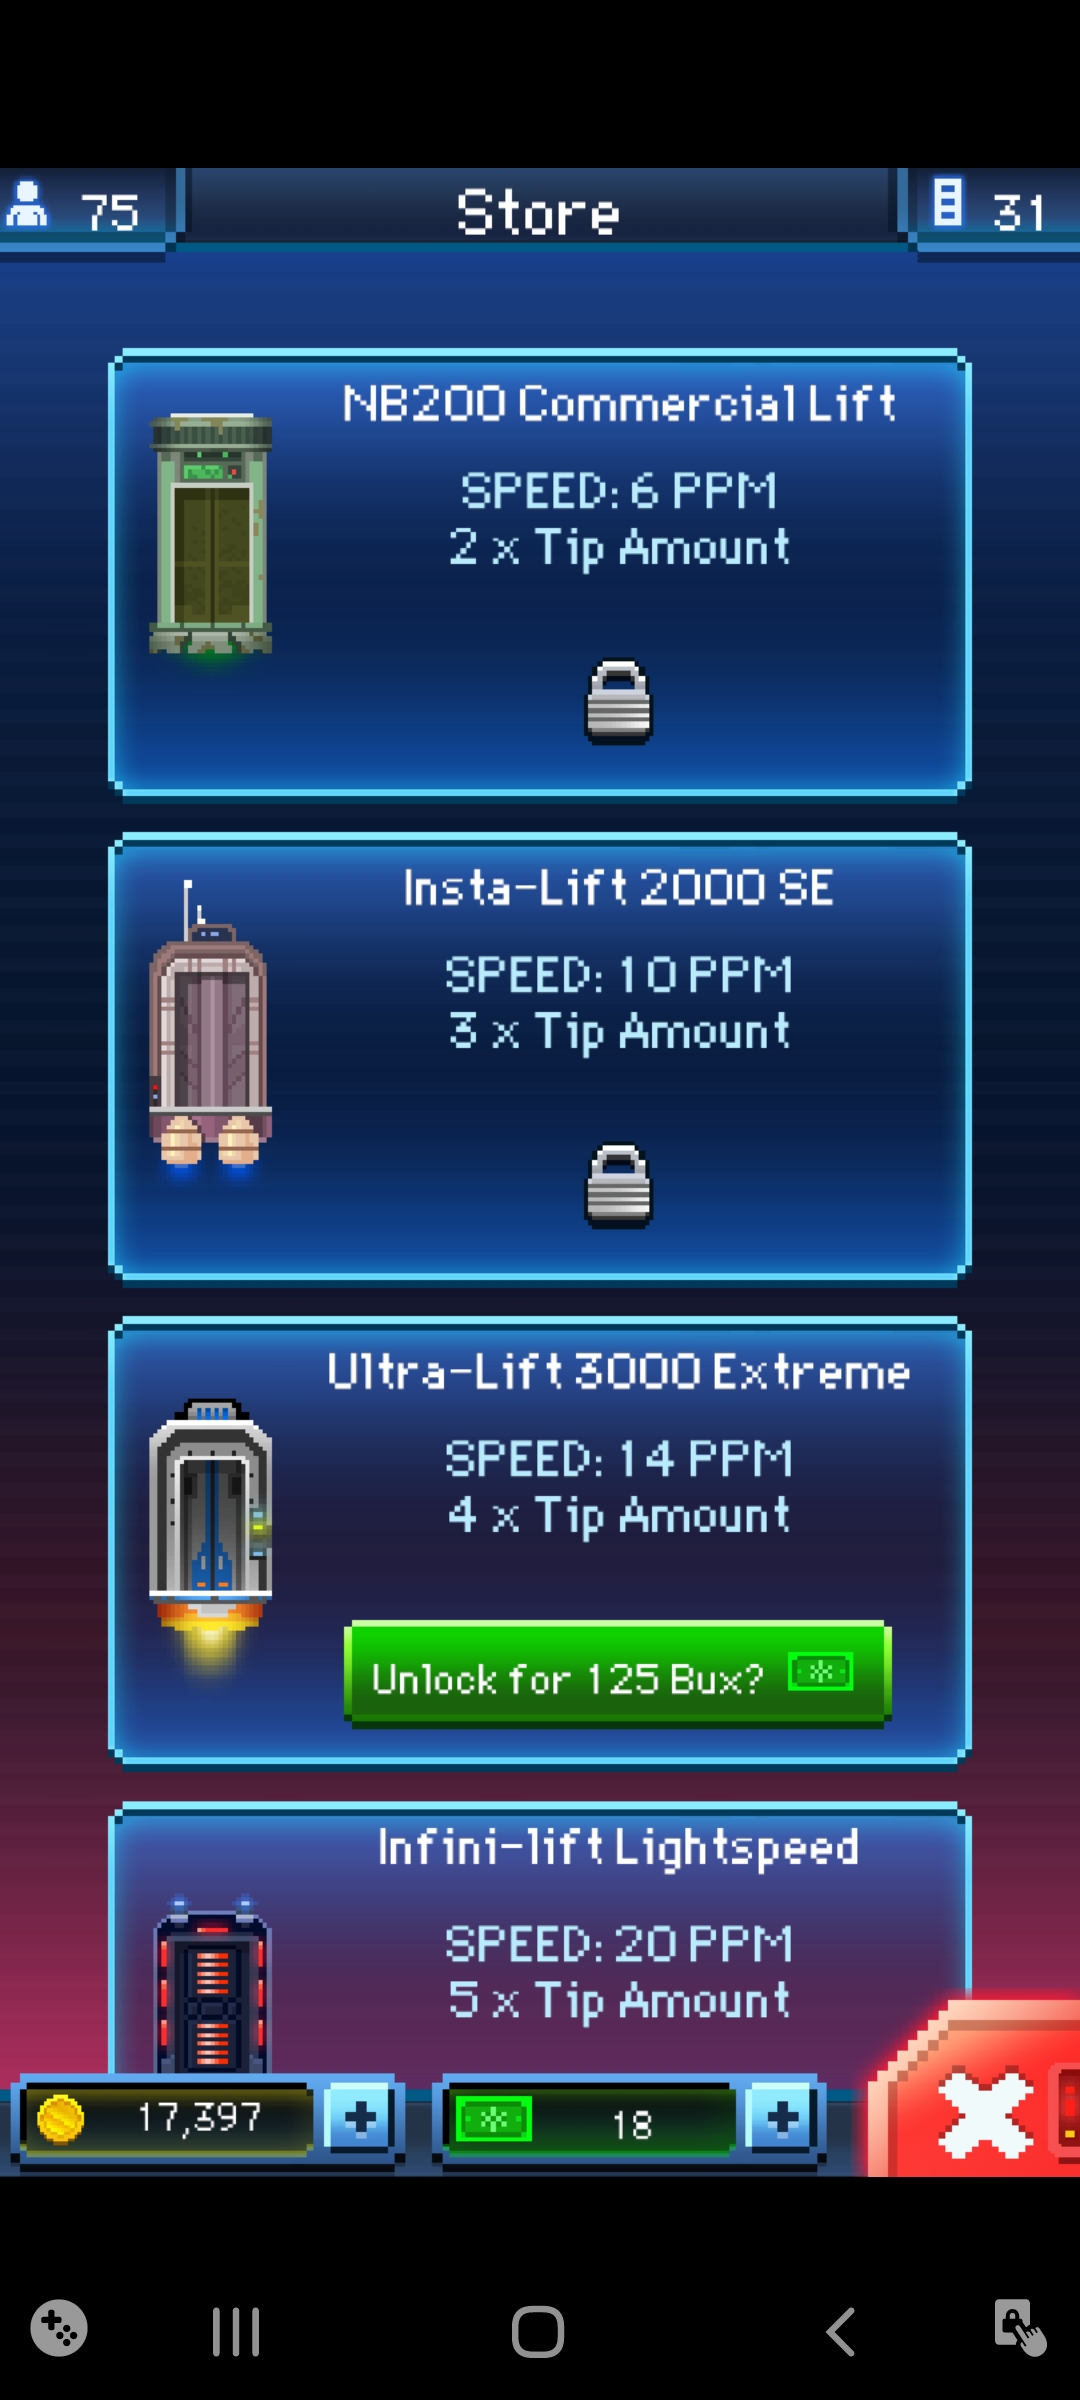 75
Store
31
NB200 Commercial Lift
SPEED: 6 PPM
2 x Tip Amount
Insta-Lift 2000 SE
SPEED: 10 PPM
3 x Tip Amount
Ultra-Lift 3000 Extreme
SPEED: 14 PPM
4 x Tip Amount
Unlock for 125 Bux?
Infini-lift Lightspeed
SPEED: 20 PPM
5 x Tip Amount
17,397
18